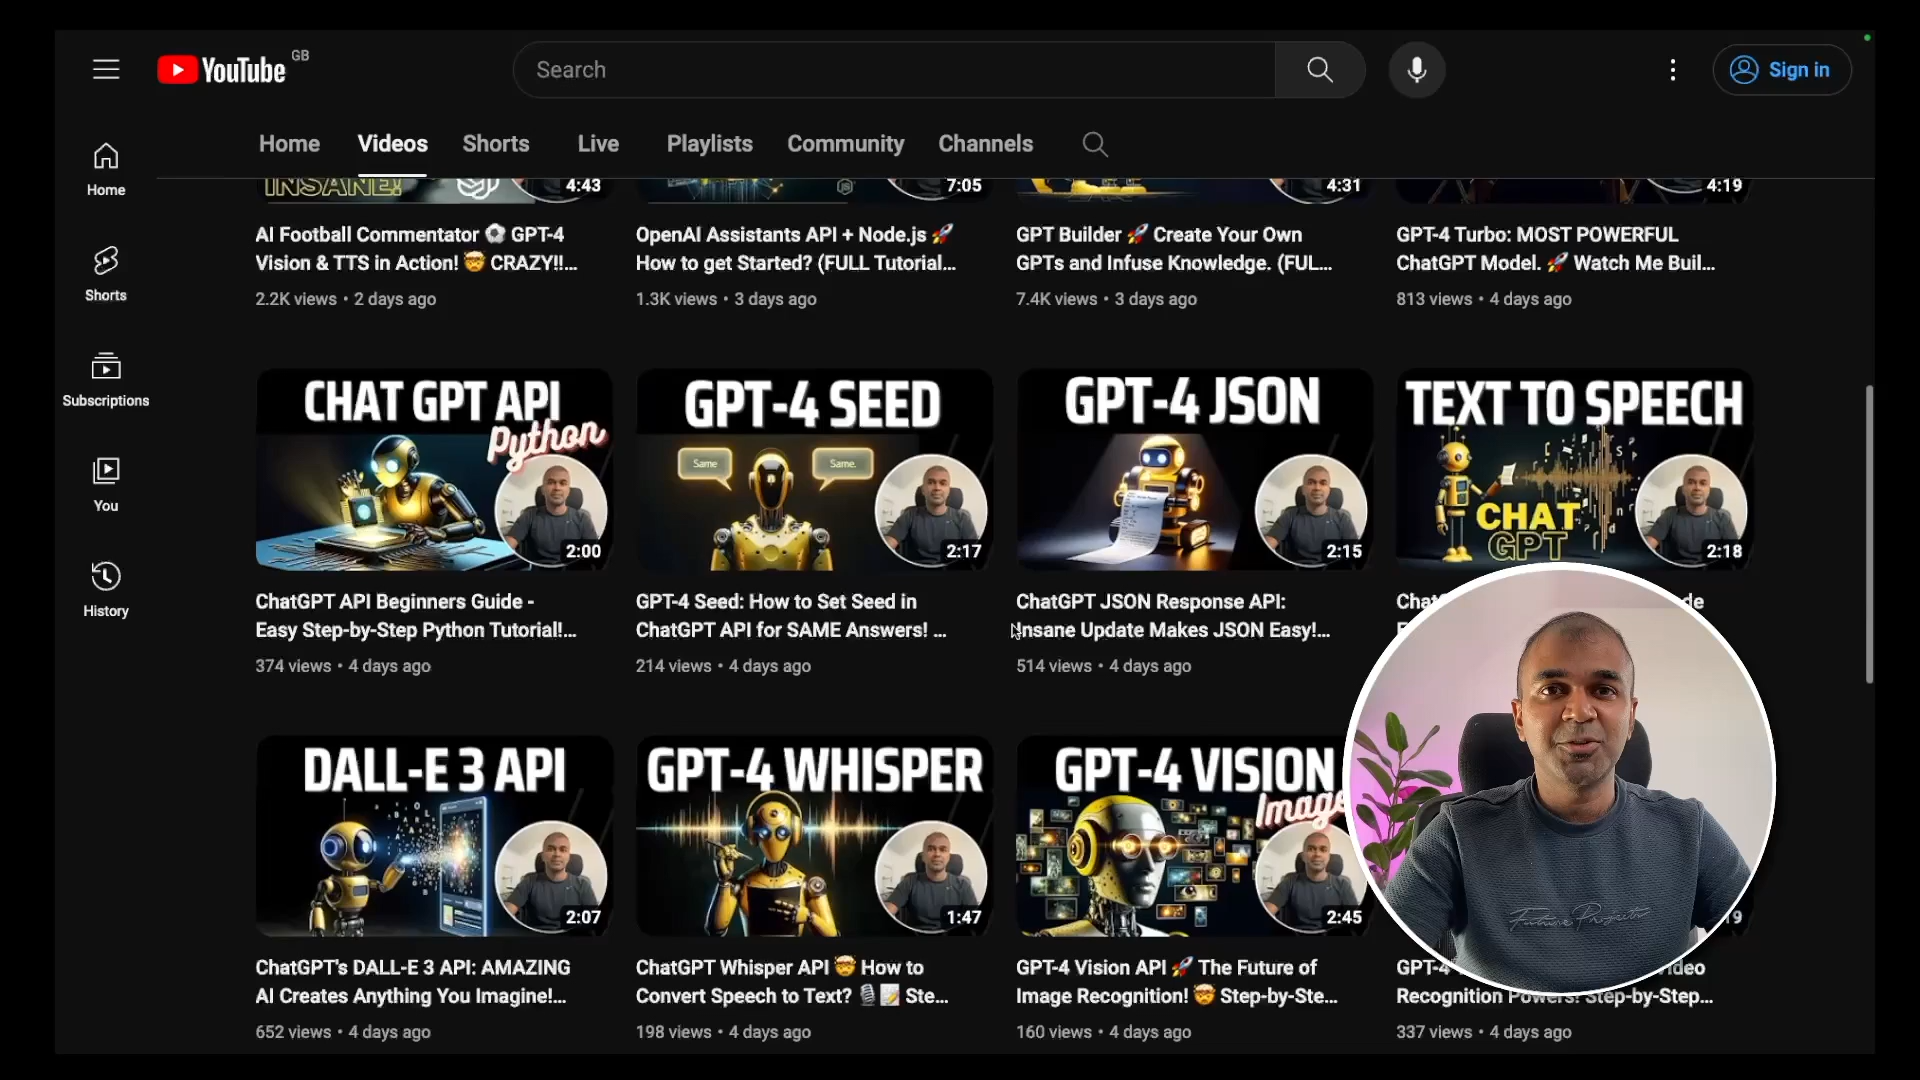 YouTube GB
Search
Sign in
Home
Videos
Shorts
Live
Playlists
Community
Channels
Home
Shorts
Subscriptions
You
History
INSANE!
4:43
7:05
4:31
4:19
AI Football Commentator ⚽ GPT-4
Vision & TTS in Action! 🤯 CRAZY!!...
2.2K views • 2 days ago
OpenAI Assistants API + Node.js 🚀
How to get Started? (FULL Tutorial...
1.3K views • 3 days ago
GPT Builder 🚀 Create Your Own
GPTs and Infuse Knowledge. (FUL...
7.4K views • 3 days ago
GPT-4 Turbo: MOST POWERFUL
ChatGPT Model. 🚀 Watch Me Buil...
813 views • 4 days ago
CHAT GPT API
Python
2:00
GPT-4 SEED
Same
Same.
2:17
GPT-4 JSON
2:15
TEXT TO SPEECH
CHAT
GPT
2:18
ChatGPT API Beginners Guide -
Easy Step-by-Step Python Tutorial!...
374 views • 4 days ago
GPT-4 Seed: How to Set Seed in
ChatGPT API for SAME Answers! ...
214 views • 4 days ago
ChatGPT JSON Response API:
Insane Update Makes JSON Easy!...
514 views • 4 days ago
DALL-E 3 API
2:07
GPT-4 WHISPER
1:47
GPT-4 VISION
Image
2:45
Future Projects
ChatGPT's DALL-E 3 API: AMAZING
AI Creates Anything You Imagine!...
652 views • 4 days ago
ChatGPT Whisper API 🤯 How to
Convert Speech to Text? 🎙️📝 Ste...
198 views • 4 days ago
GPT-4 Vision API 🚀 The Future of
Image Recognition! 🤯 Step-by-Ste...
160 views • 4 days ago
GPT-4
Recognition Powers! Step-by-Step...
337 views • 4 days ago